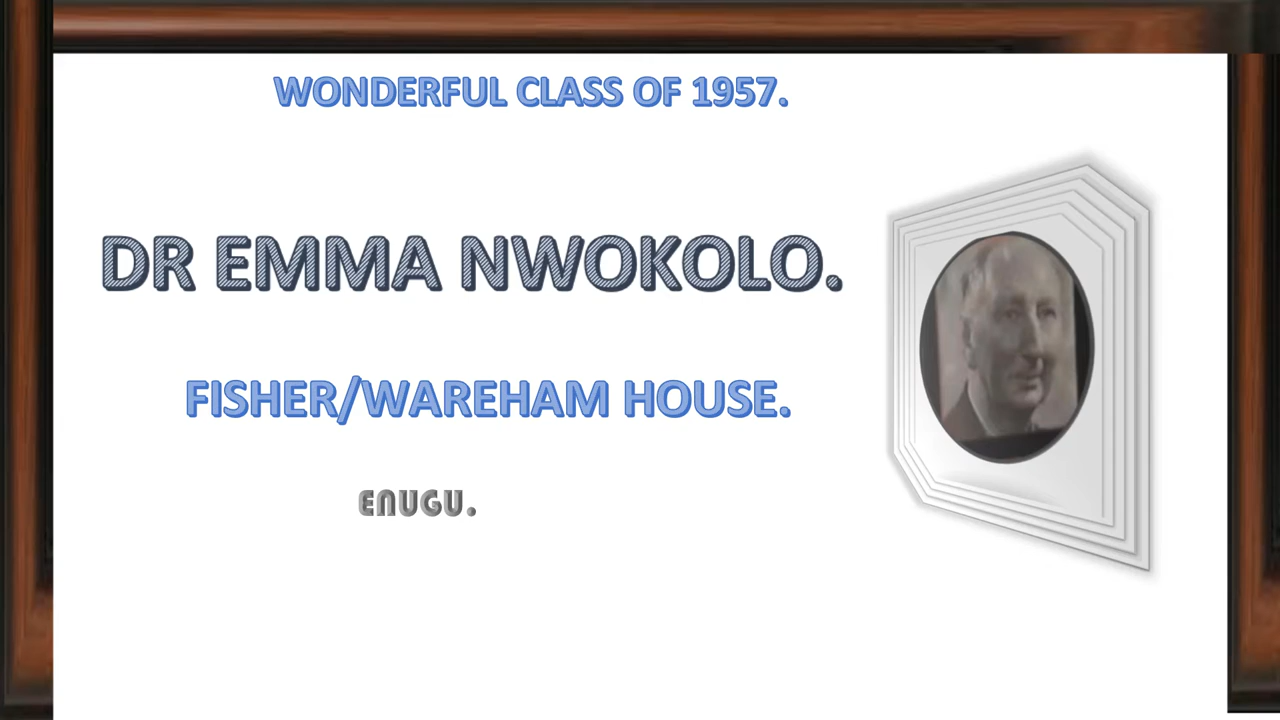 WONDERFUL CLASS OF 1957.
DR EMMA NWOKOLO.
FISHER/WAREHAM HOUSE.
ENUGU.